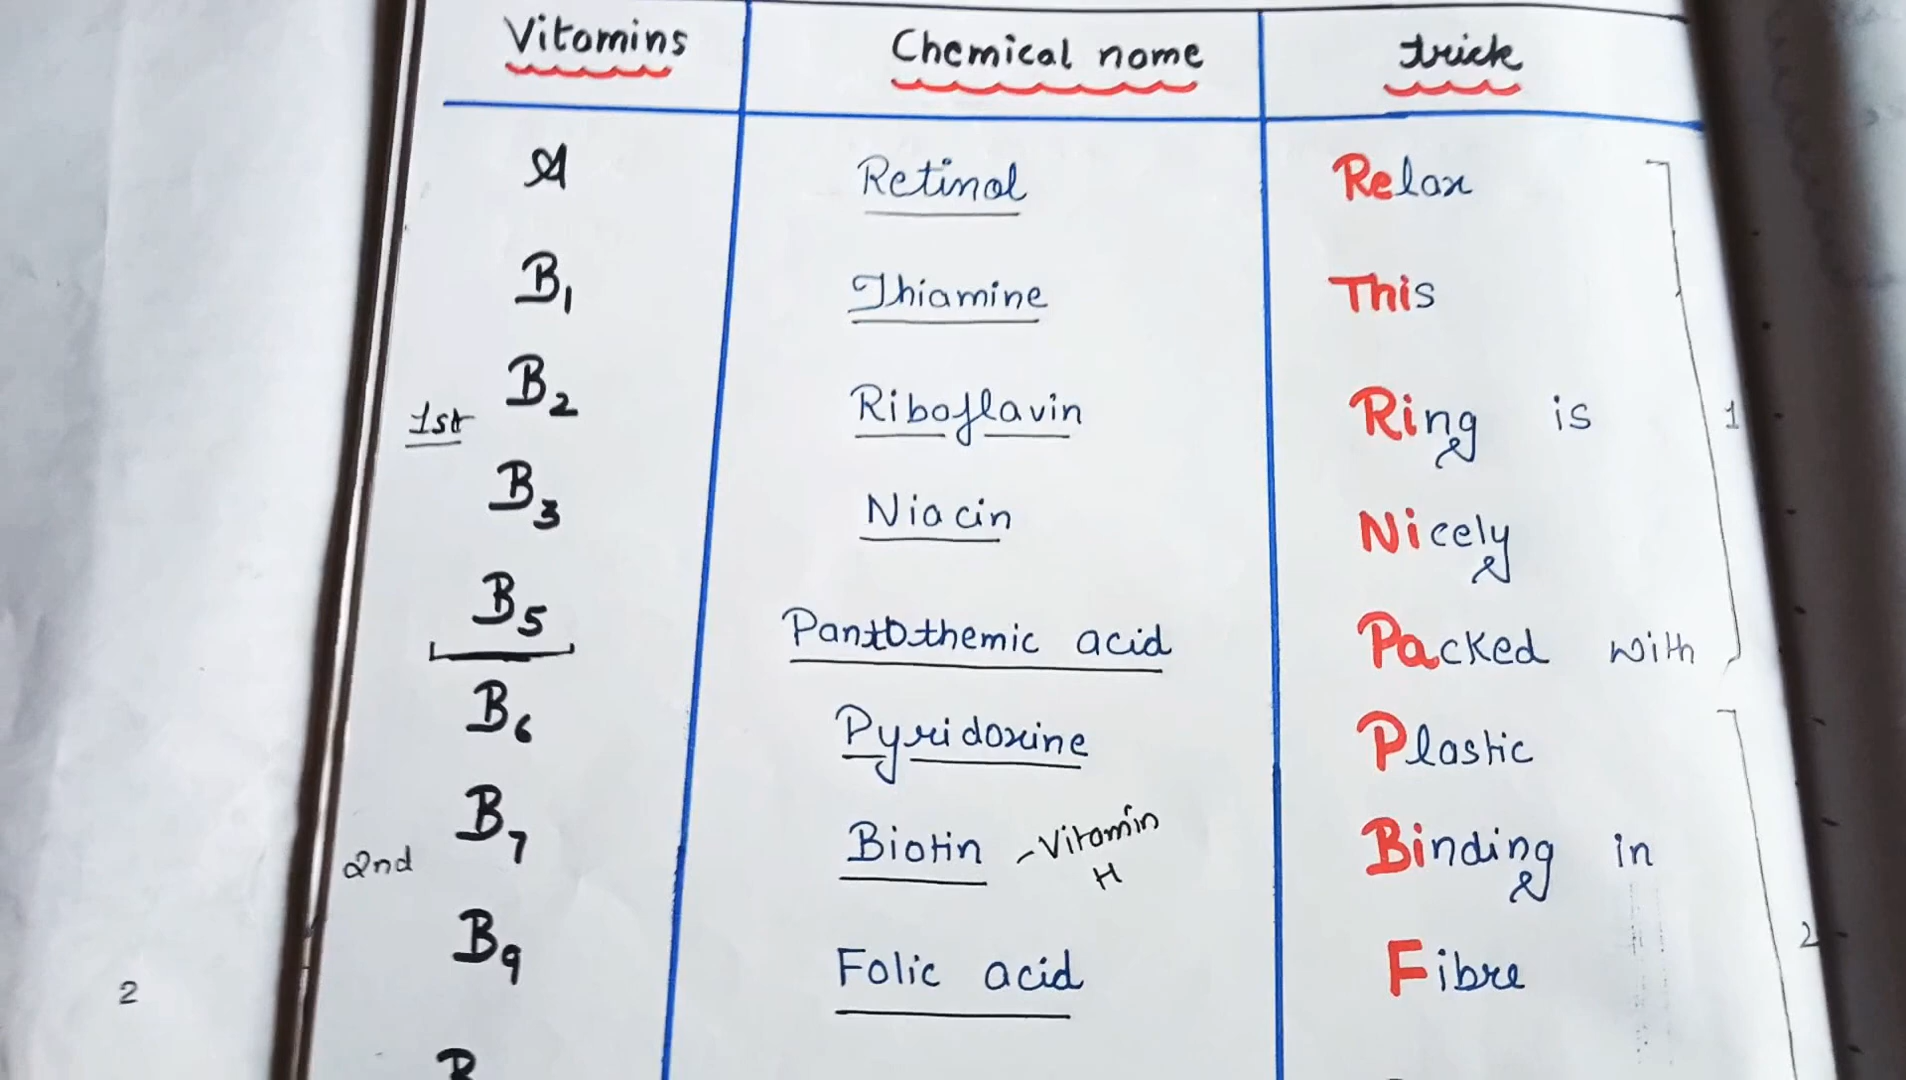 Vitamins Chemical name trick
A Retinol Relax
B1 Thiamine This
B2 Riboflavin Ring is
1st 1
B3 Niacin Nicely
B5 Pantothemic acid Packed with
B6 Pyridoxine Plastic
B7 Biotin - Vitamin H Binding in
2nd 2
B9 Folic acid Fibre
2
B